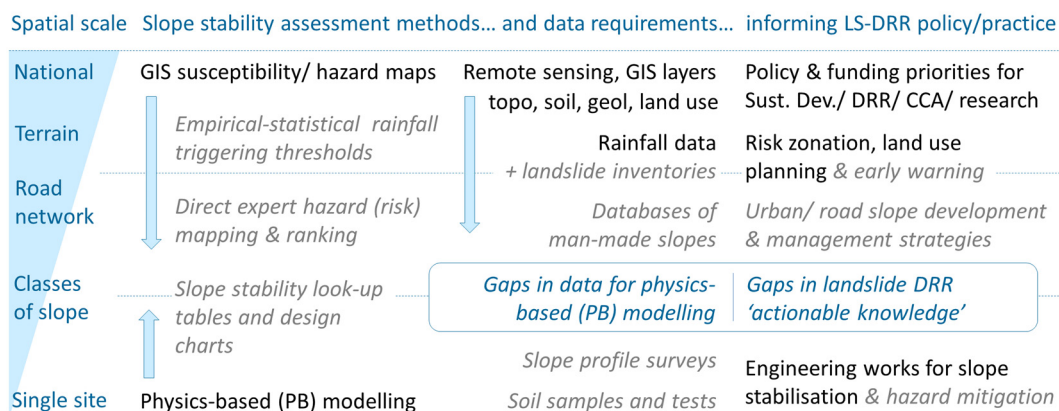 Spatial scale
Slope stability assessment methods... and data requirements... informing LS-DRR policy/practice
National
GIS susceptibility/ hazard maps
Remote sensing, GIS layers
topo, soil, geol, land use
Policy & funding priorities for
Sust. Dev./ DRR/ CCA/ research
Terrain
Empirical-statistical rainfall
triggering thresholds
Rainfall data
+ landslide inventories
Risk zonation, land use
planning & early warning
Road
network
Direct expert hazard (risk)
mapping & ranking
Databases of
man-made slopes
Urban/ road slope development
& management strategies
Classes
of slope
Slope stability look-up
tables and design
charts
Gaps in data for physics-
based (PB) modelling
Gaps in landslide DRR
‘actionable knowledge’
Single site
Physics-based (PB) modelling
Slope profile surveys
Soil samples and tests
Engineering works for slope
stabilisation & hazard mitigation